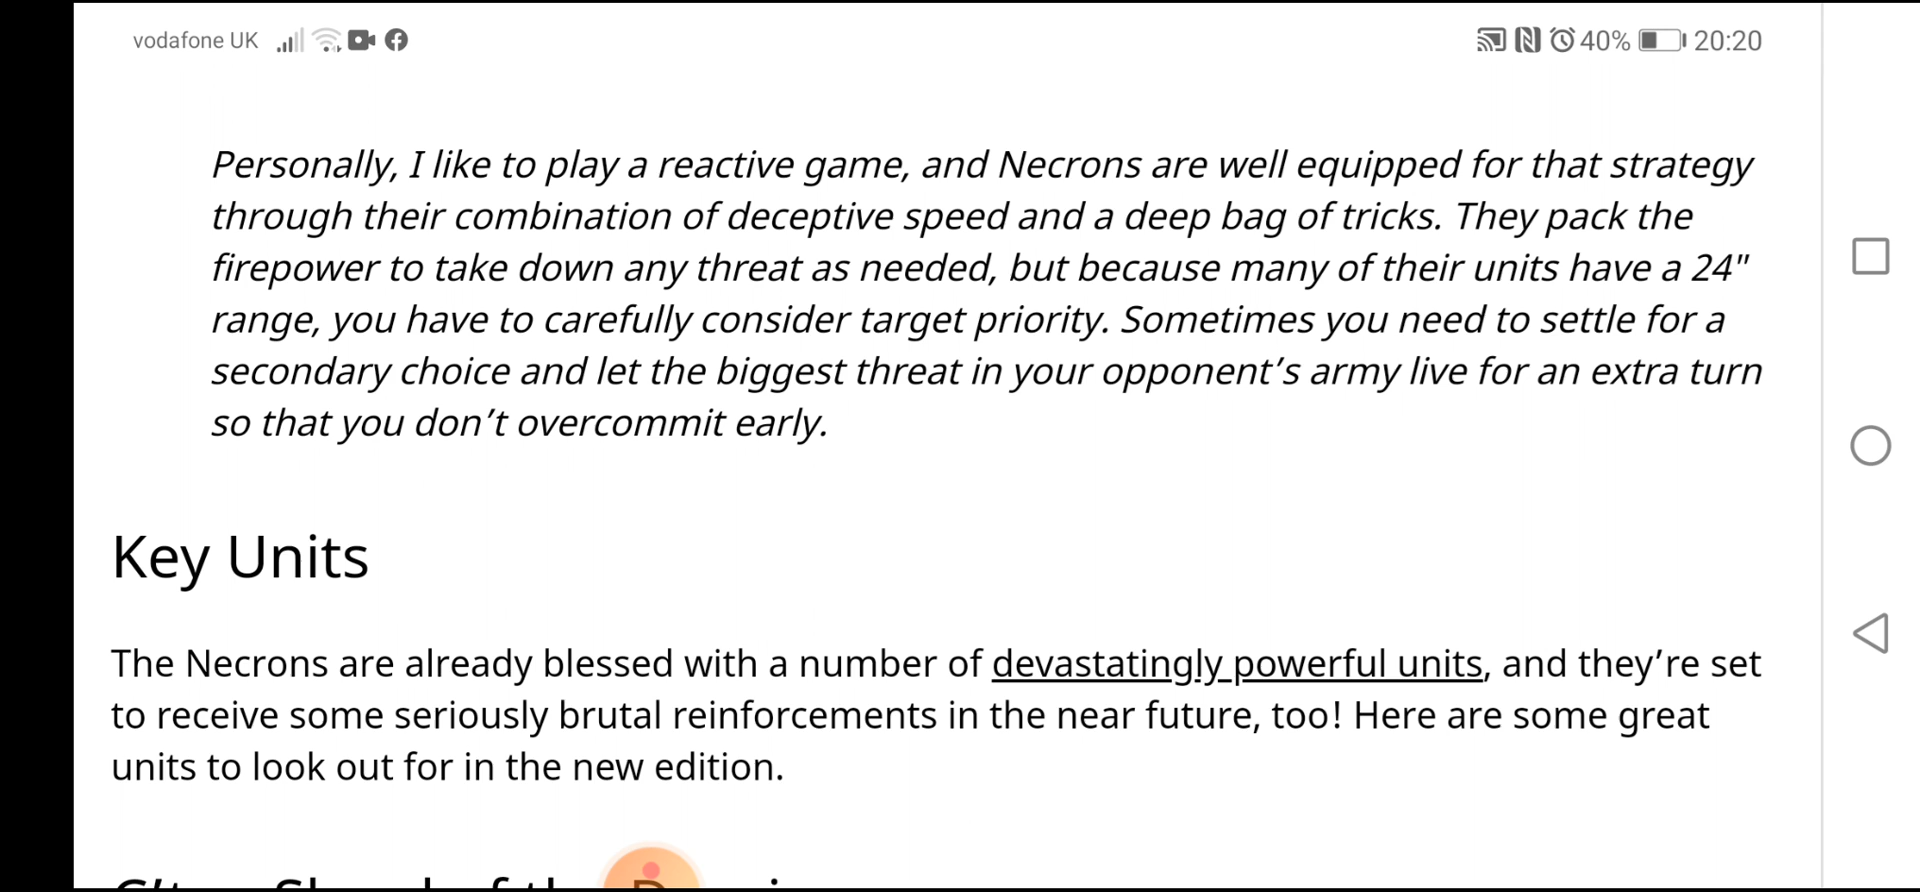 vodafone UK 40% 20:20
Personally, I like to play a reactive game, and Necrons are well equipped for that strategy
through their combination of deceptive speed and a deep bag of tricks. They pack the
firepower to take down any threat as needed, but because many of their units have a 24"
range, you have to carefully consider target priority. Sometimes you need to settle for a
secondary choice and let the biggest threat in your opponent’s army live for an extra turn
so that you don’t overcommit early.
Key Units
The Necrons are already blessed with a number of devastatingly powerful units, and they’re set
to receive some seriously brutal reinforcements in the near future, too! Here are some great
units to look out for in the new edition.